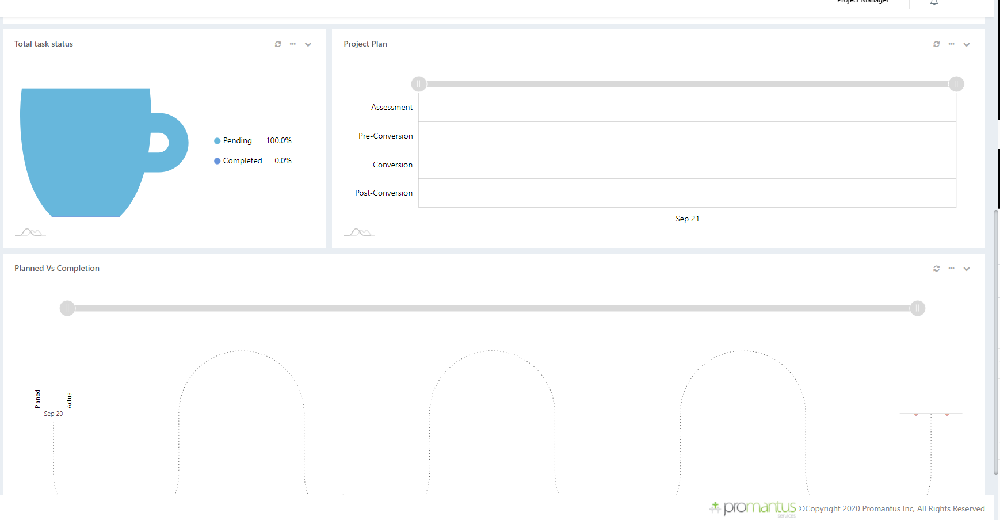 Project Manager
Total task status
Project Plan
Pending 100.0%
Completed 0.0%
Assessment
Pre-Conversion
Conversion
Post-Conversion
Sep 21
Planned Vs Completion
Planed
Actual
Sep 20
promantus
services
©Copyright 2020 Promantus Inc, All Rights Reserved